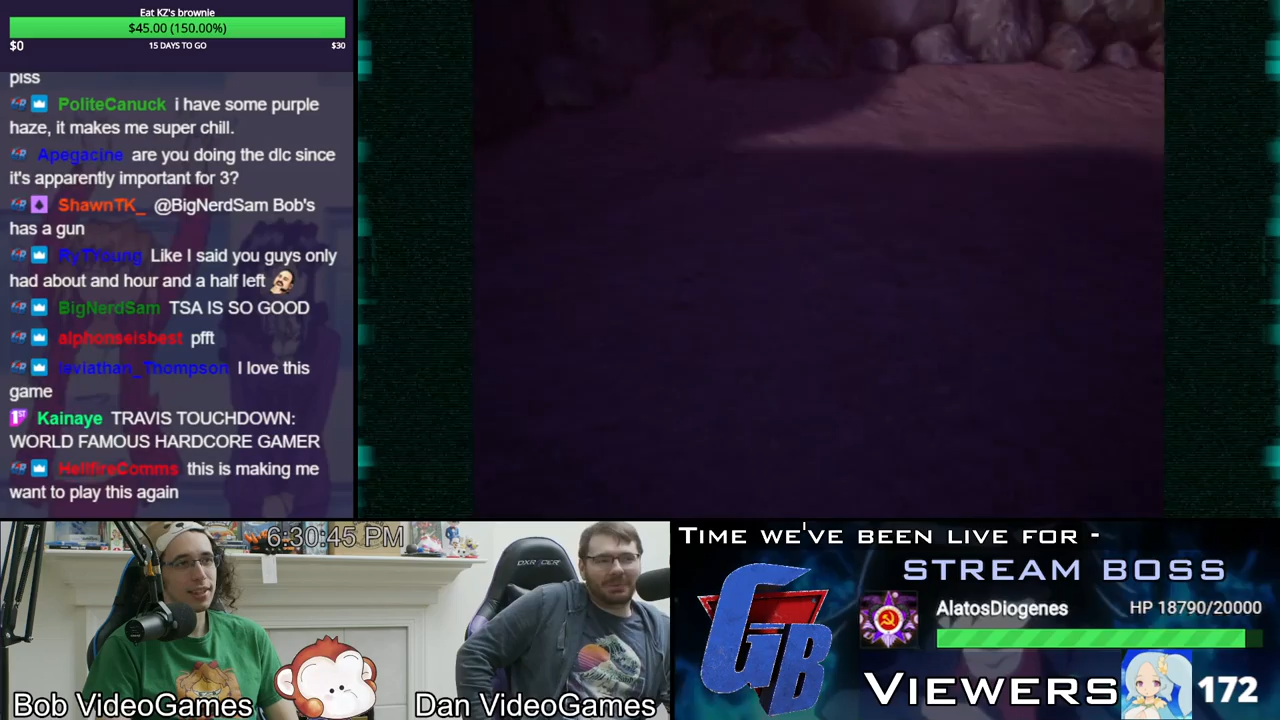 Eat KZ's brownie
$45.00 (150.00%)
$0
15 DAYS TO GO
$30
piss
PoliteCanuck i have some purple
haze, it makes me super chill.
Apegacine are you doing the dlc since
it's apparently important for 3?
ShawnTK_ @BigNerdSam Bob's
has a gun
RyTYoung Like I said you guys only
had about and hour and a half left
BigNerdSam TSA IS SO GOOD
alphonseisbest pfft
leviathan_Thompson I love this
game
1ST Kainaye TRAVIS TOUCHDOWN:
WORLD FAMOUS HARDCORE GAMER
HellfireComms this is making me
want to play this again
6:30:45 PM
DXRACER
Bob VideoGames
Dan VideoGames
TIME WE'VE BEEN LIVE FOR -
STREAM BOSS
GB
AlatosDiogenes
HP 18790/20000
VIEWERS
172